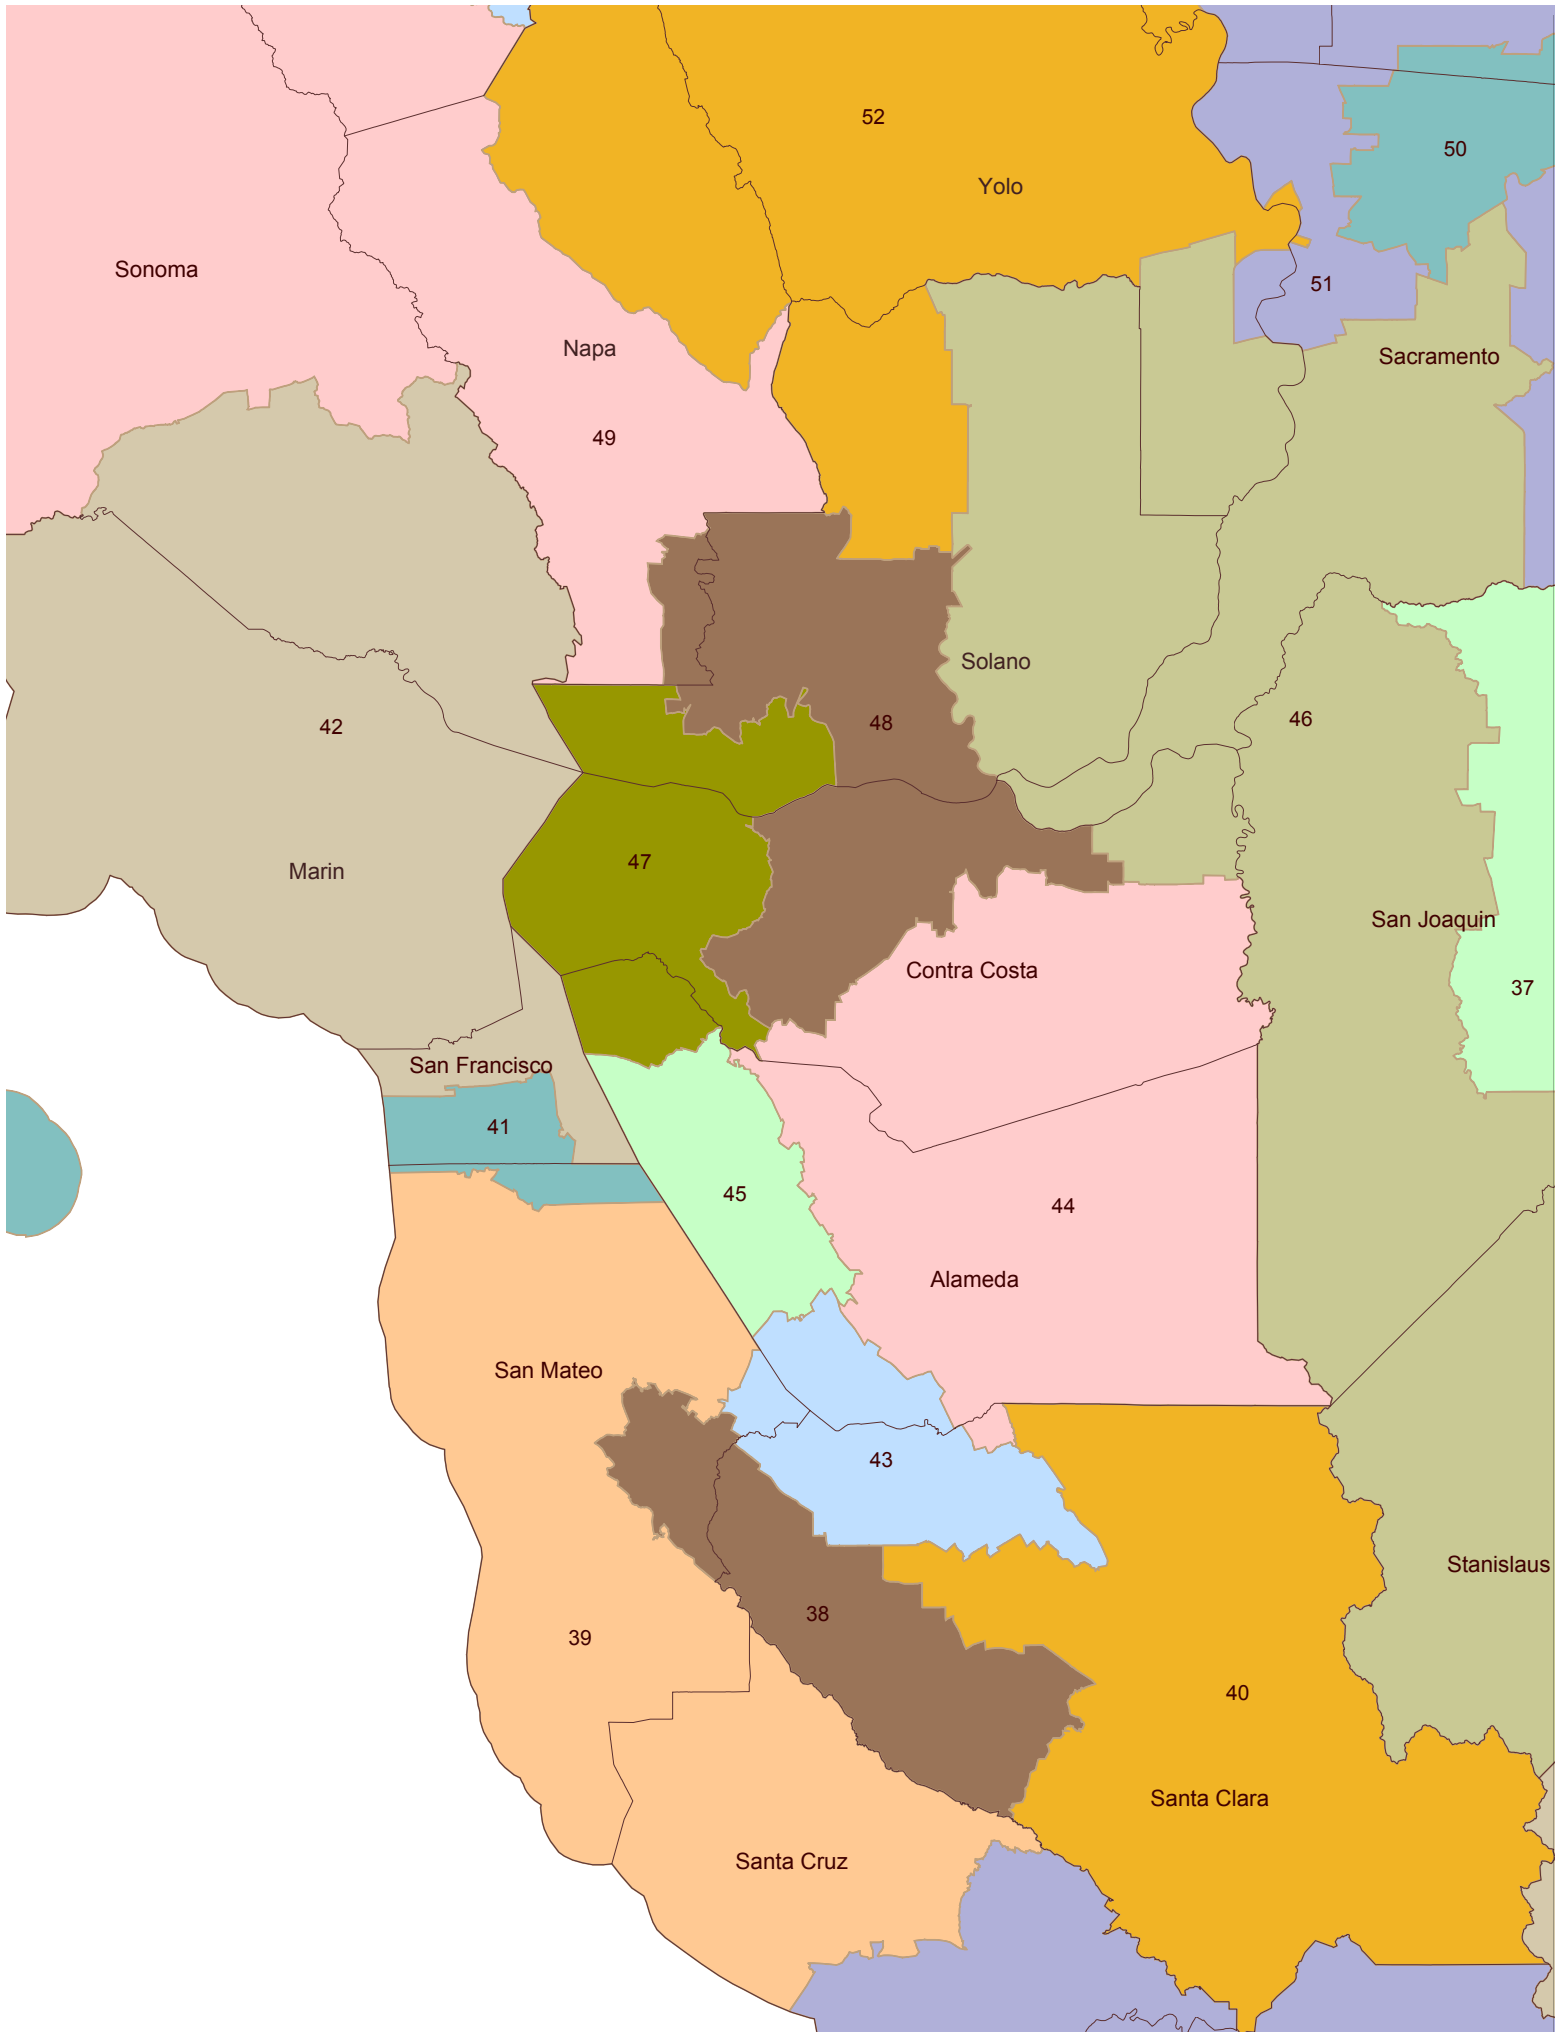 52
50
Yolo
Sonoma
51
Napa
Sacramento
49
Solano
46
42
48
47
Marin
San Joaquin
Contra Costa
37
San Francisco
41
45
44
Alameda
San Mateo
43
Stanislaus
38
39
40
Santa Clara
Santa Cruz